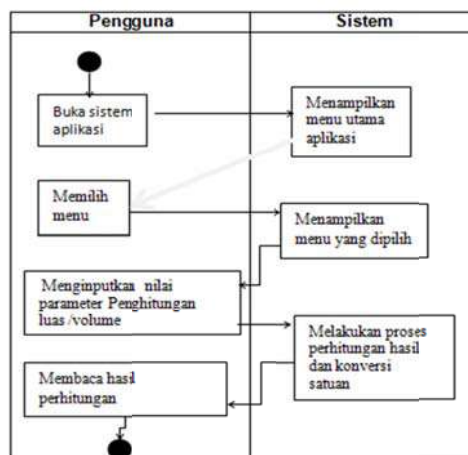 Pengguna
Sistem
Buka sistem
aplikasi
Menampilkan
menu utama
aplikasi
Memilih
menu
Menampilkan
menu yang dipilih
Menginputkan nilai
parameter Penghitungan
luas /volume
Melakukan proses
perhitungan hasil
dan konversi
satuan
Membaca hasil
perhitungan